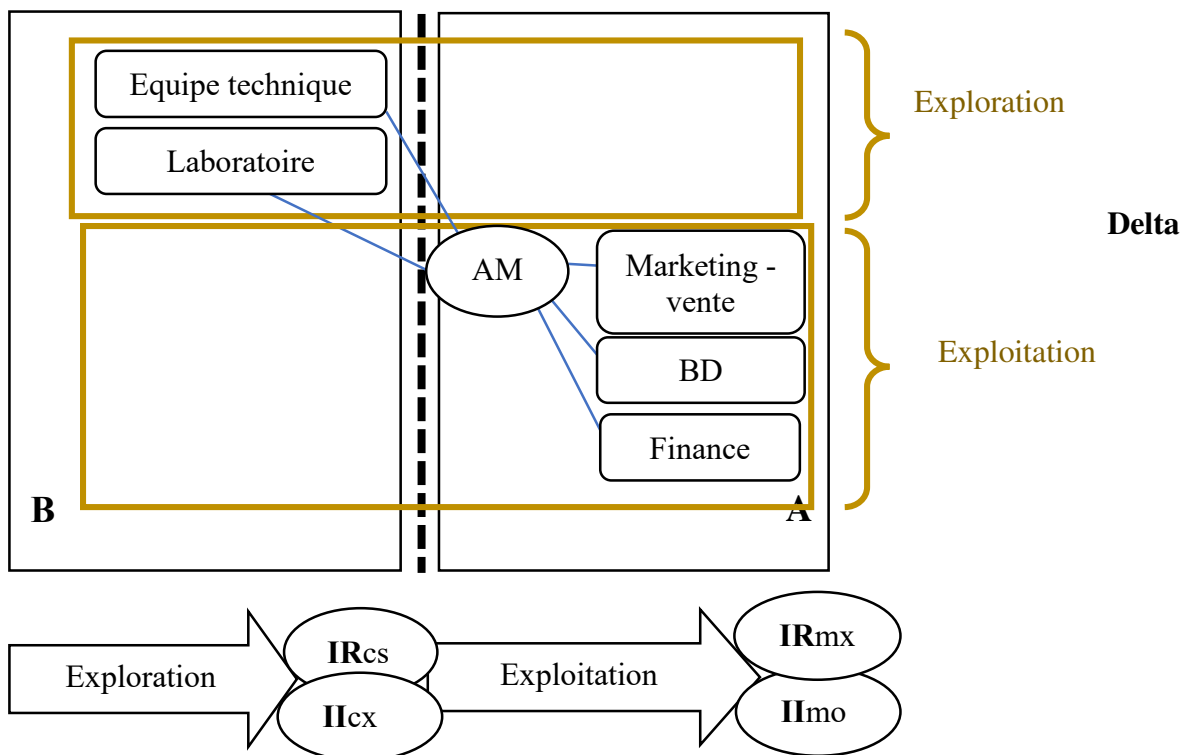 Equipe technique
Exploration
Laboratoire
Delta
AM
Marketing -
vente
Exploitation
BD
Finance
B
A
IRcs
IRmx
Exploration
Exploitation
IIcx
IImo